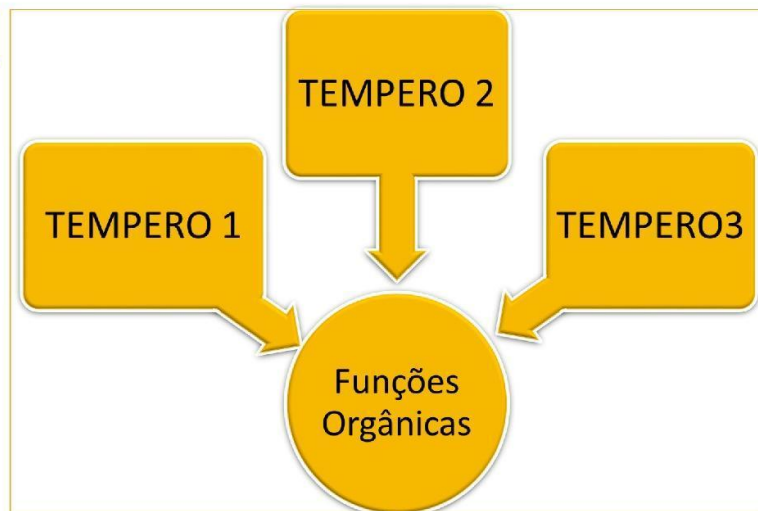 TEMPERO 1
TEMPERO 2
TEMPERO3
Funções
Orgânicas